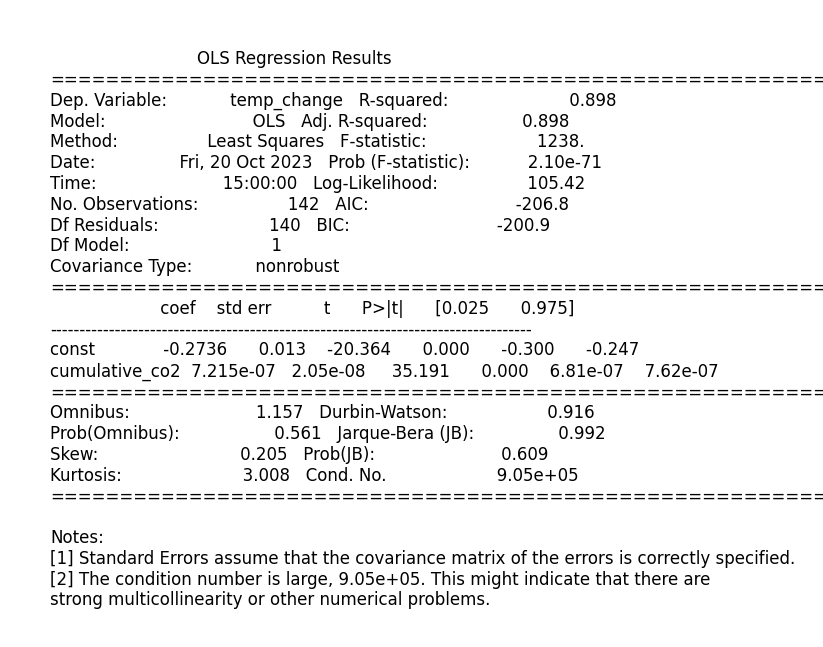 OLS Regression Results
==============================================================================
Dep. Variable: temp_change R-squared: 0.898
Model: OLS Adj. R-squared: 0.898
Method: Least Squares F-statistic: 1238.
Date: Fri, 20 Oct 2023 Prob (F-statistic): 2.10e-71
Time: 15:00:00 Log-Likelihood: 105.42
No. Observations: 142 AIC: -206.8
Df Residuals: 140 BIC: -200.9
Df Model: 1
Covariance Type: nonrobust
==============================================================================
coef std err t P>|t| [0.025 0.975]
------------------------------------------------------------------------------
const -0.2736 0.013 -20.364 0.000 -0.300 -0.247
cumulative_co2 7.215e-07 2.05e-08 35.191 0.000 6.81e-07 7.62e-07
==============================================================================
Omnibus: 1.157 Durbin-Watson: 0.916
Prob(Omnibus): 0.561 Jarque-Bera (JB): 0.992
Skew: 0.205 Prob(JB): 0.609
Kurtosis: 3.008 Cond. No. 9.05e+05
==============================================================================
Notes:
[1] Standard Errors assume that the covariance matrix of the errors is correctly specified.
[2] The condition number is large, 9.05e+05. This might indicate that there are
strong multicollinearity or other numerical problems.